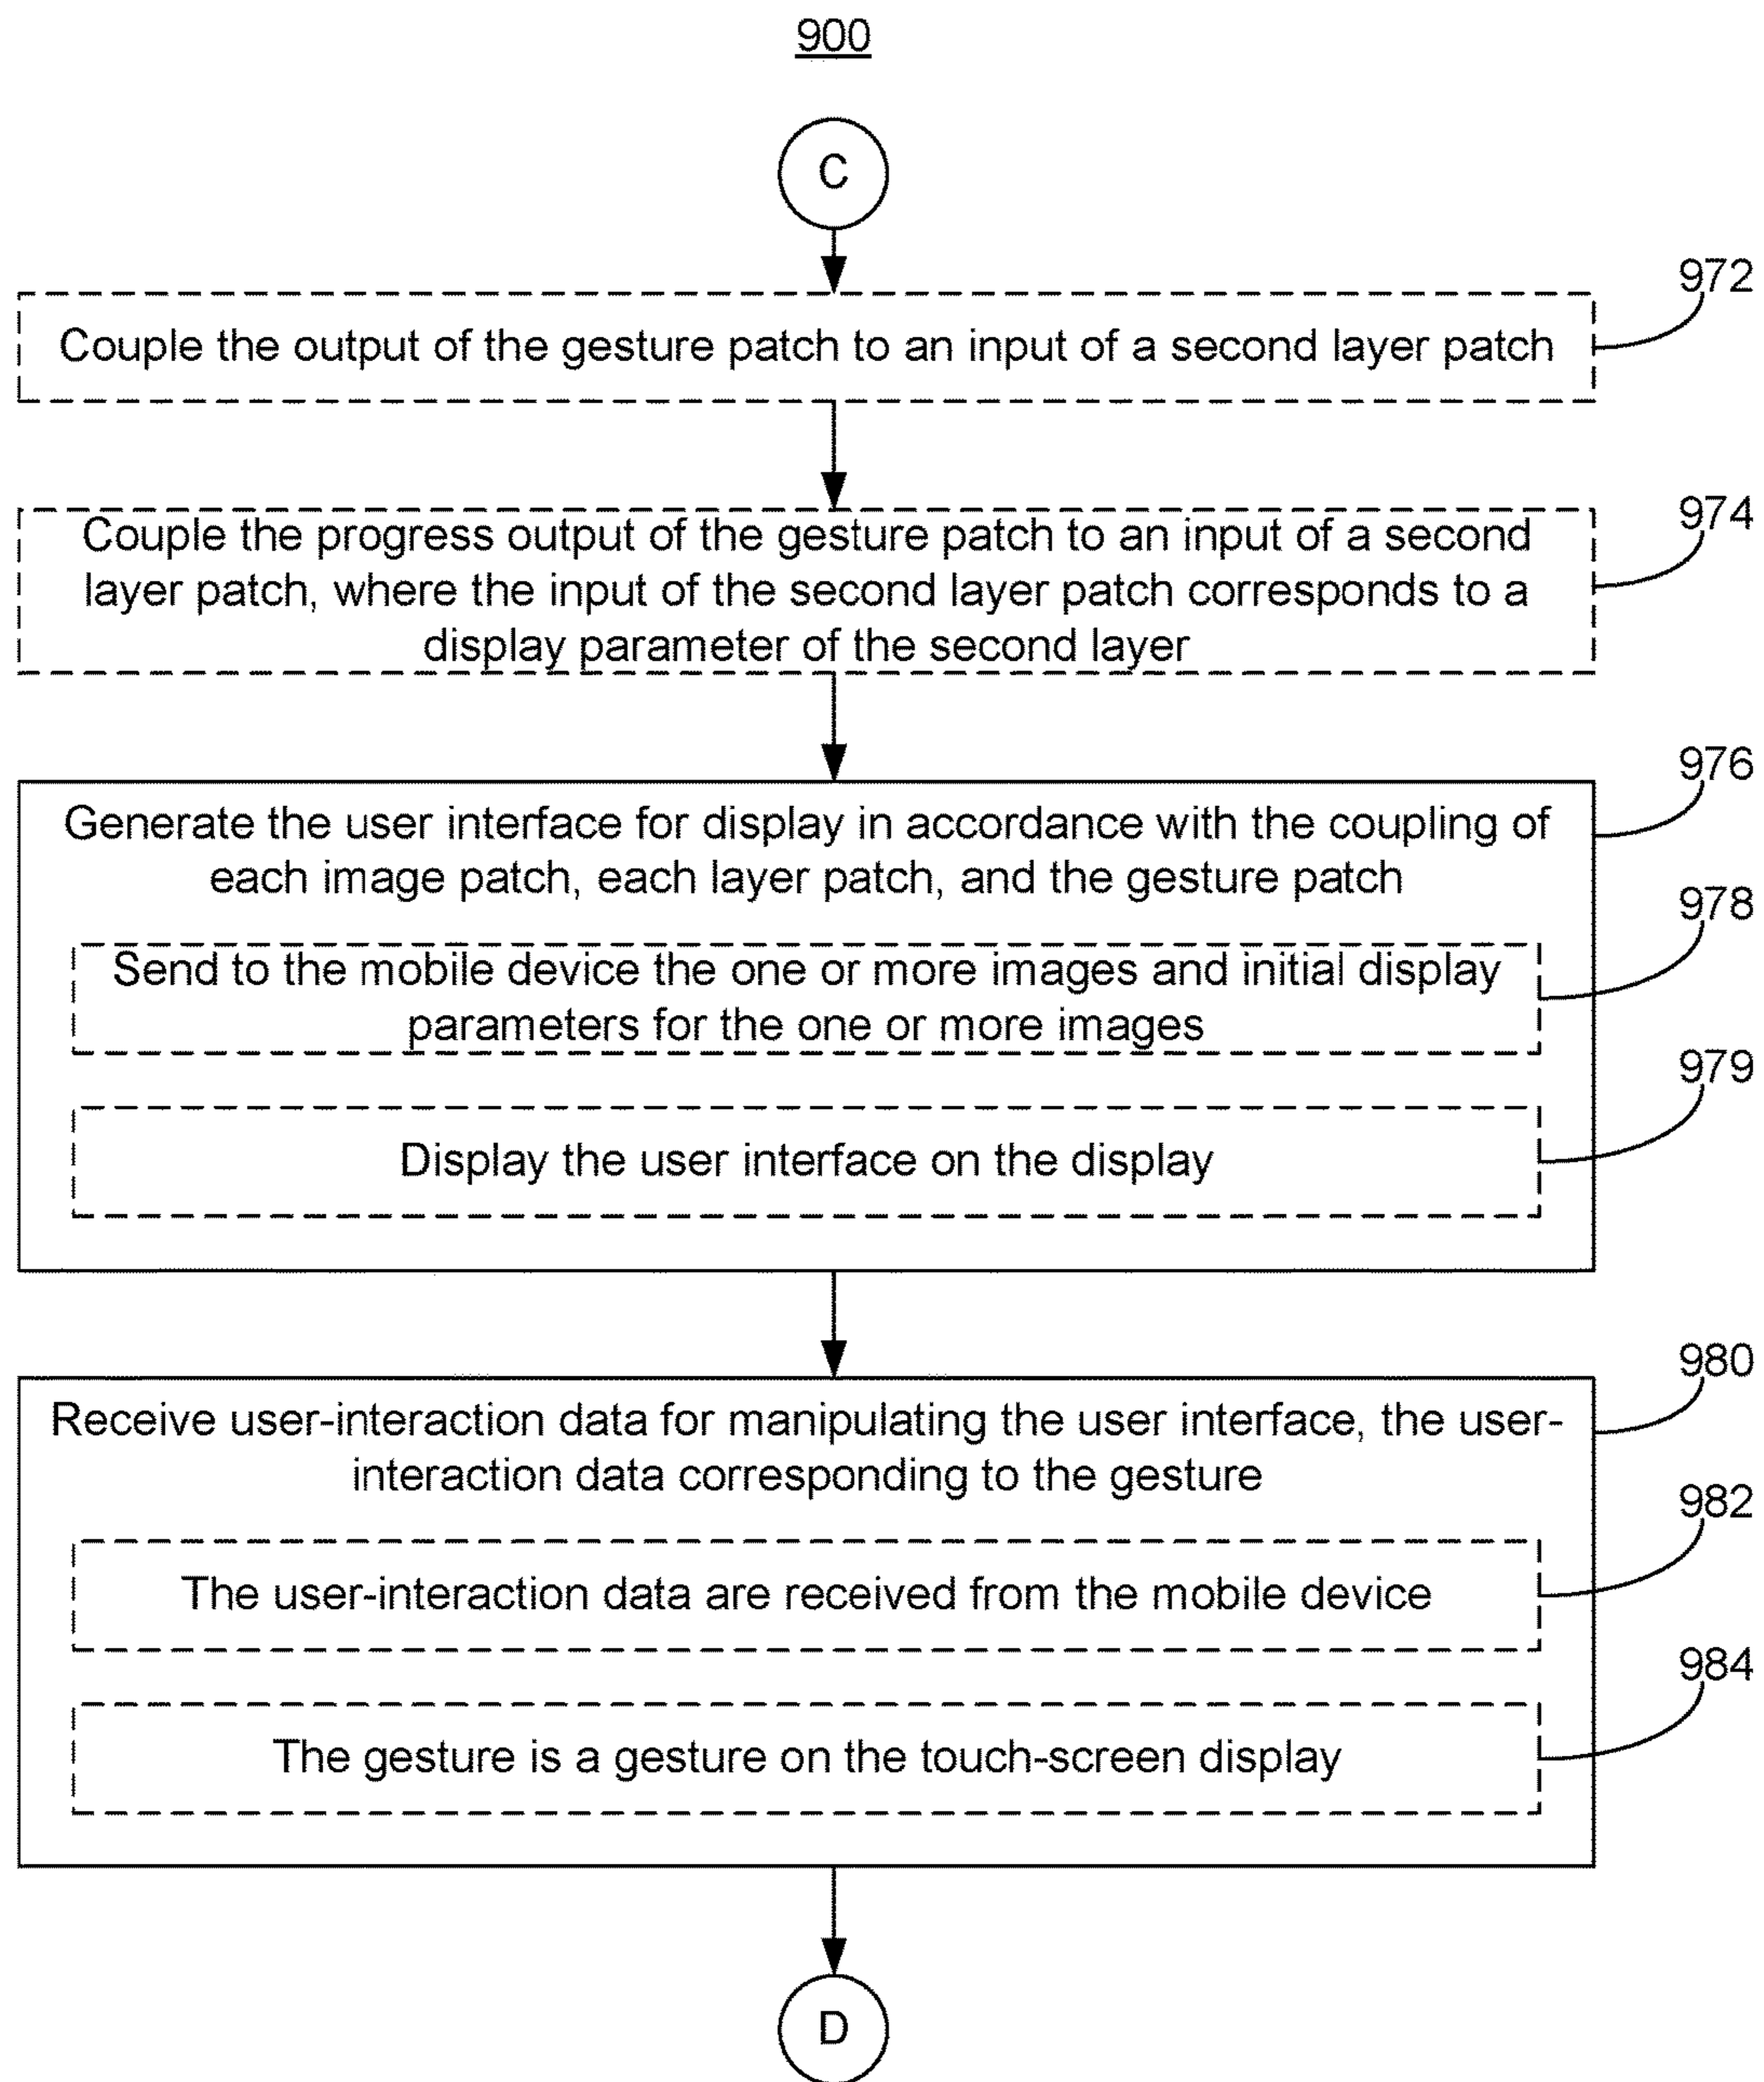 900
C
972
Couple the output of the gesture patch to an input of a second layer patch
974
Couple the progress output of the gesture patch to an input of a second
layer patch, where the input of the second layer patch corresponds to a
display parameter of the second layer
976
Generate the user interface for display in accordance with the coupling of
each image patch, each layer patch, and the gesture patch
978
Send to the mobile device the one or more images and initial display
parameters for the one or more images
979
Display the user interface on the display
980
Receive user-interaction data for manipulating the user interface, the user-
interaction data corresponding to the gesture
982
The user-interaction data are received from the mobile device
984
The gesture is a gesture on the touch-screen display
D